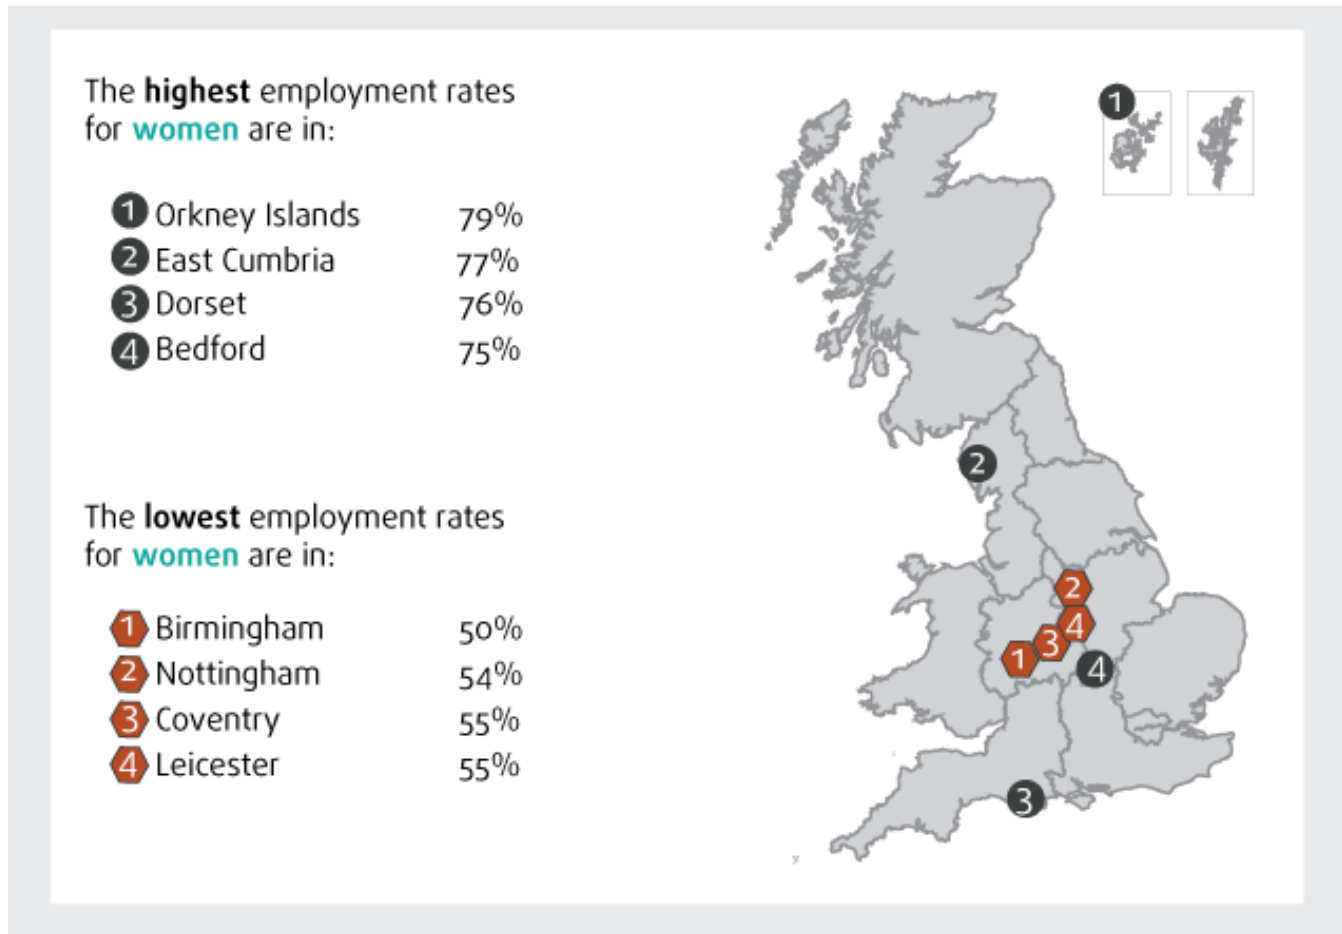 The highest employment rates
for women are in:
1 Orkney Islands 79%
2 East Cumbria 77%
3 Dorset 76%
4 Bedford 75%
The lowest employment rates
for women are in:
1 Birmingham 50%
2 Nottingham 54%
3 Coventry 55%
4 Leicester 55%
1
2
2
4
3
1
4
3